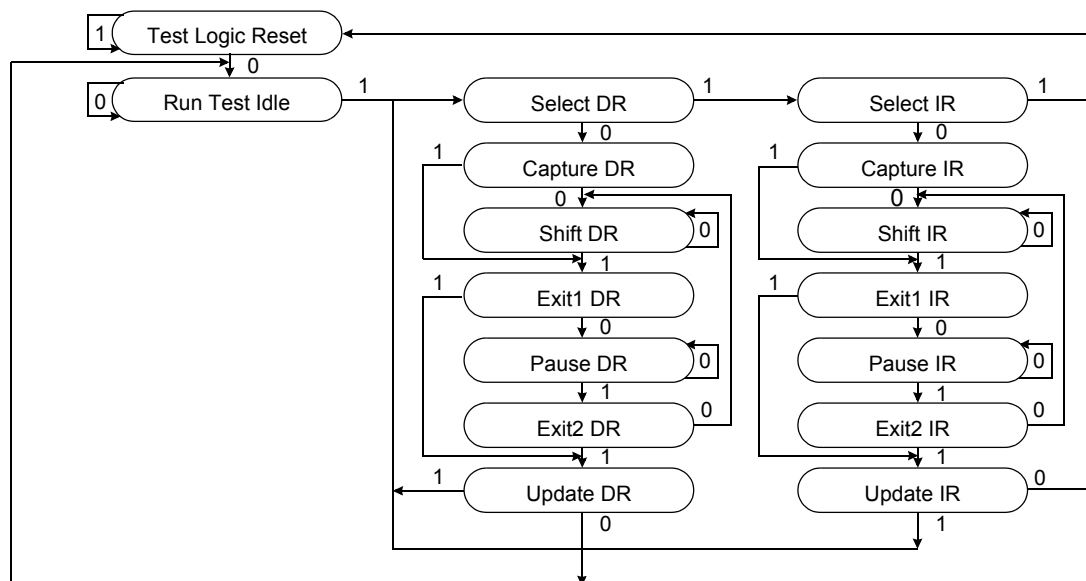 1
Test Logic Reset
0
0
Run Test Idle
1
Select DR
1
Select IR
1
0
0
1
Capture DR
1
Capture IR
0
0
Shift DR
0
Shift IR
0
1
1
1
Exit1 DR
1
Exit1 IR
0
0
Pause DR
0
Pause IR
0
1
1
Exit2 DR
0
Exit2 IR
0
1
1
1
Update DR
Update IR
0
0
1